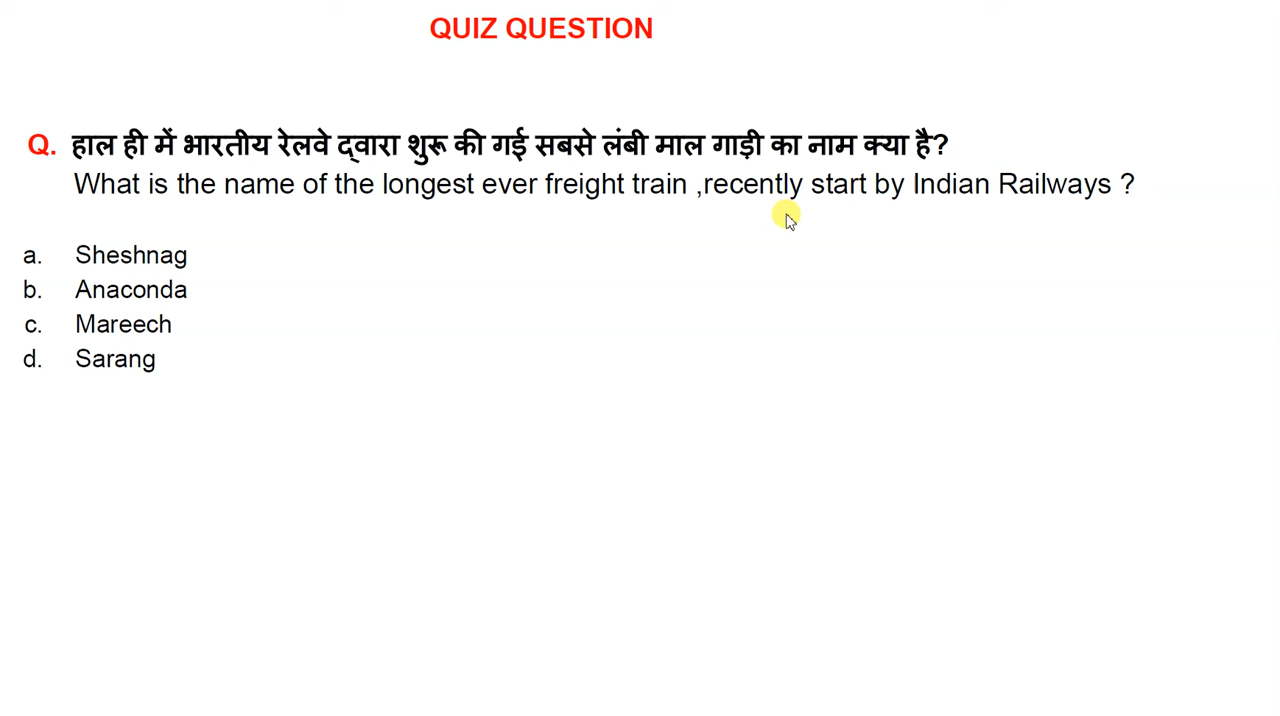 QUIZ QUESTION
Q. हाल ही में भारतीय रेलवे द्वारा शुरू की गई सबसे लंबी माल गाड़ी का नाम क्या है?
What is the name of the longest ever freight train ,recently start by Indian Railways ?
a. Sheshnag
b. Anaconda
c. Mareech
d. Sarang